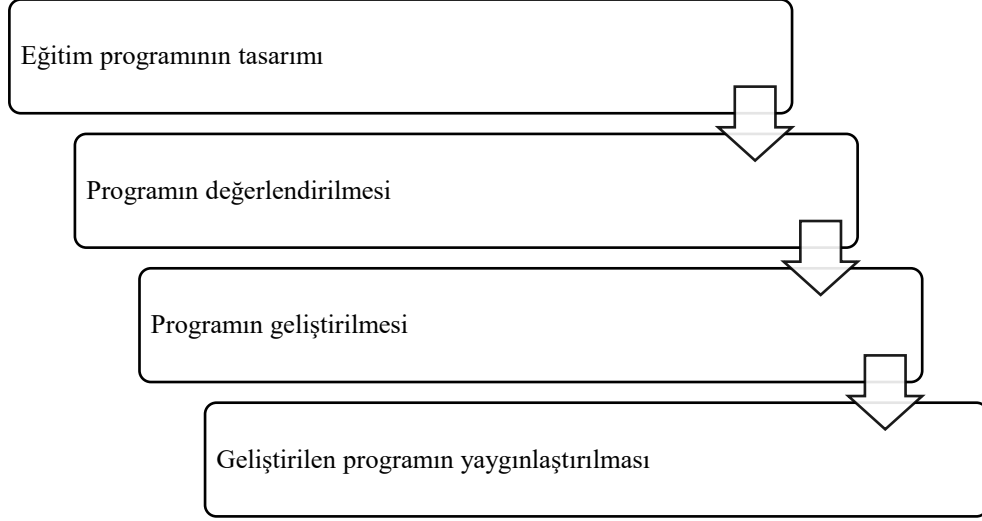 Eğitim programının tasarımı
Programın değerlendirilmesi
Programın geliştirilmesi
Geliştirilen programın yaygınlaştırılması